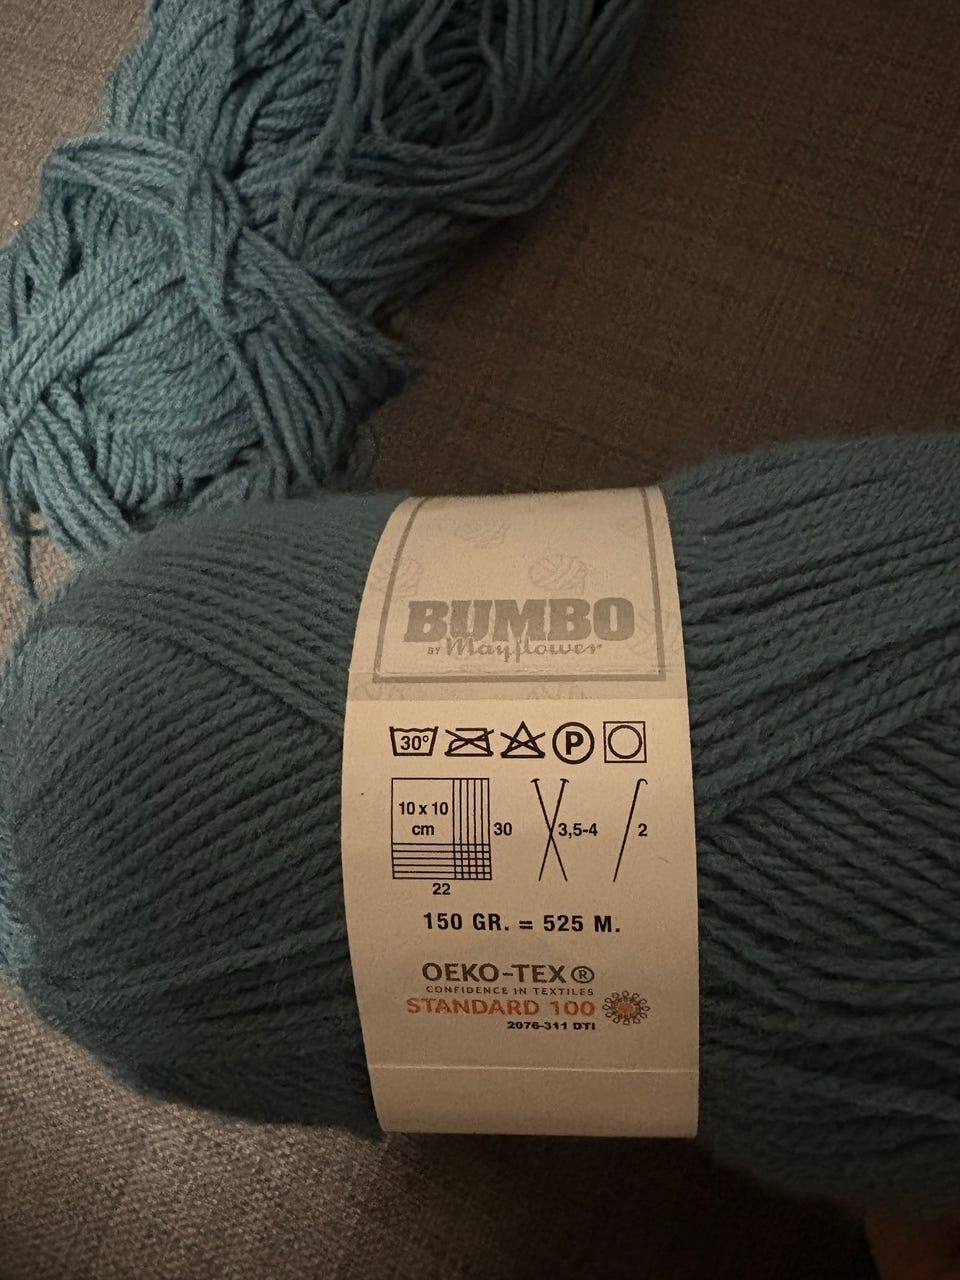 BUMBO
BY Mayflower
30° P
10 x 10
cm
30
3,5-4
2
22
150 GR. = 525 M.
OEKO-TEX®
CONFIDENCE IN TEXTILES
STANDARD 100
2076-311 DTI